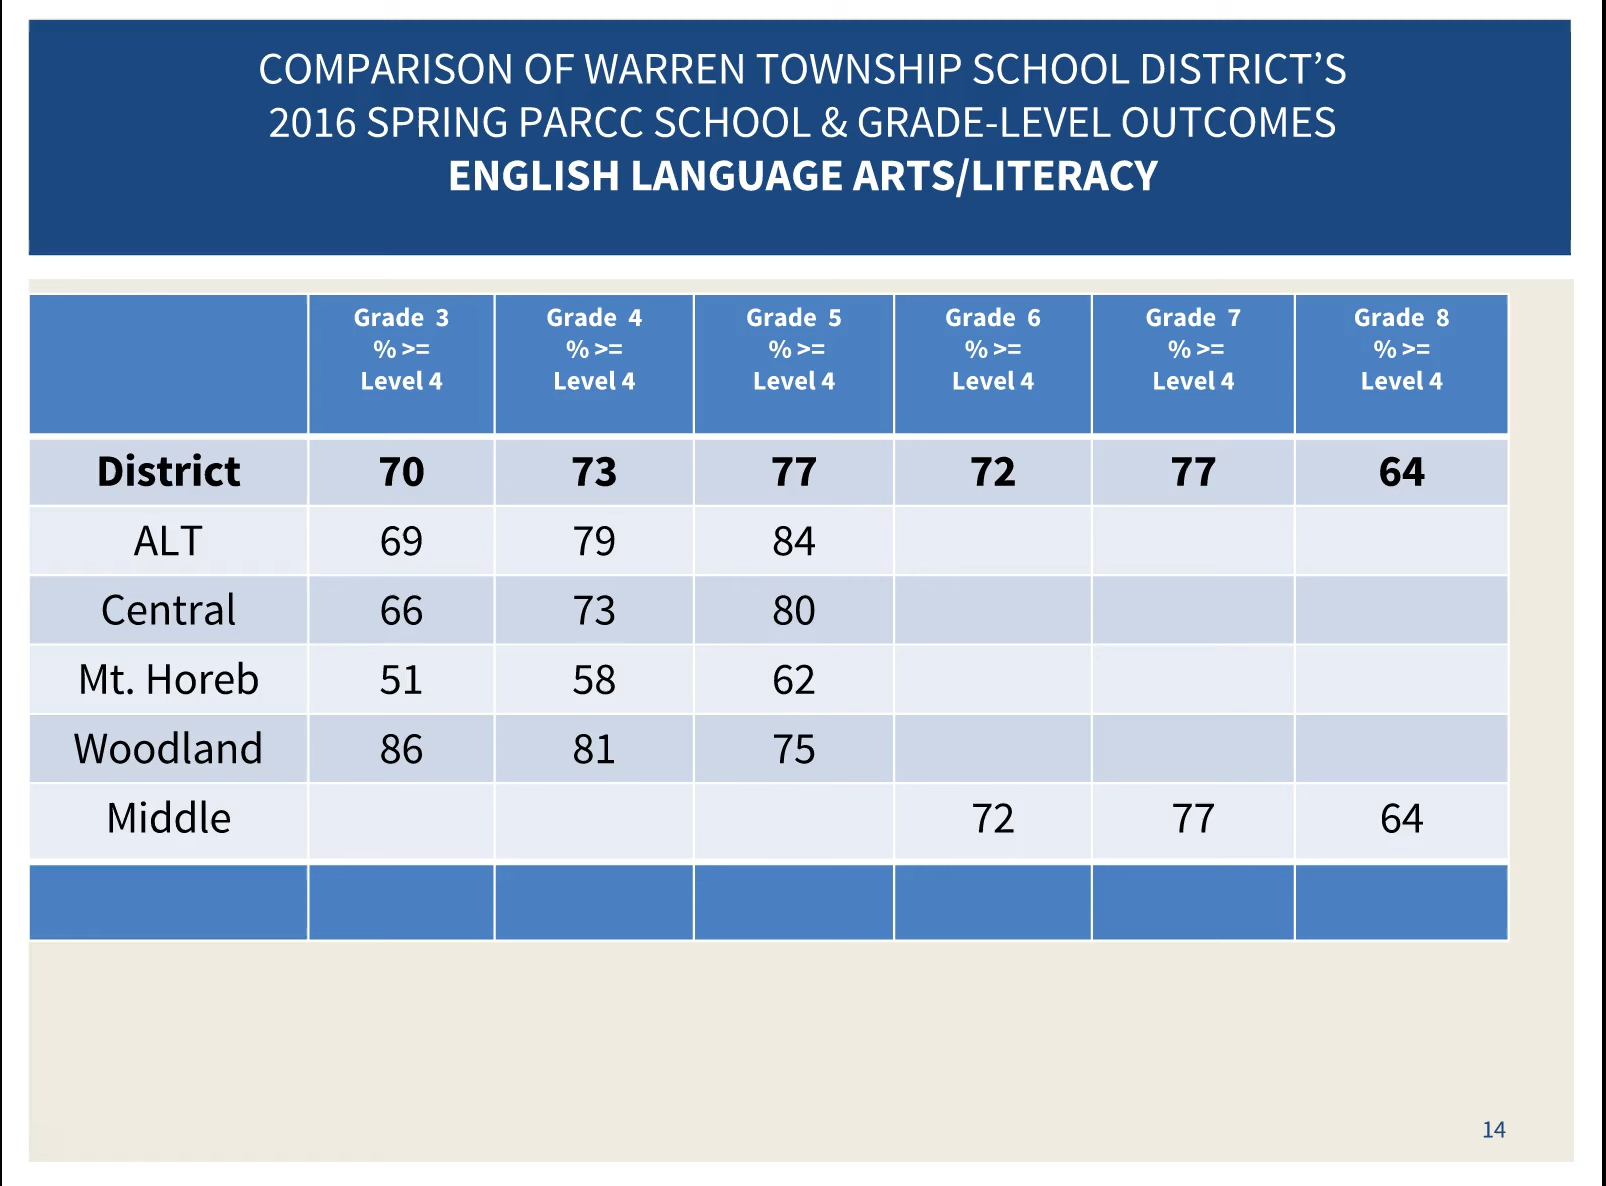 COMPARISON OF WARREN TOWNSHIP SCHOOL DISTRICT’S
2016 SPRING PARCC SCHOOL & GRADE-LEVEL OUTCOMES
ENGLISH LANGUAGE ARTS/LITERACY
Grade 3 % >= Level 4 Grade 4 % >= Level 4 Grade 5 % >= Level 4 Grade 6 % >= Level 4 Grade 7 % >= Level 4 Grade 8 % >= Level 4
District 70 73 77 72 77 64
ALT 69 79 84
Central 66 73 80
Mt. Horeb 51 58 62
Woodland 86 81 75
Middle 72 77 64
14